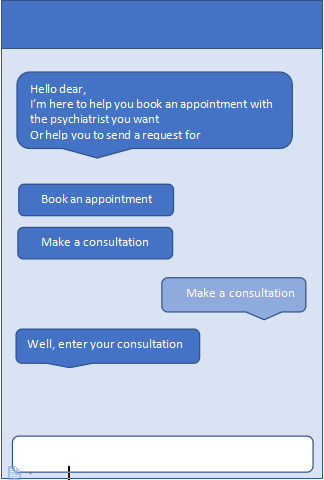 Hello dear,
I'm here to help you book an appointment with
the psychiatrist you want
Or help you to send a request for
Book an appointment
Make a consultation
Make a consultation
Well, enter your consultation